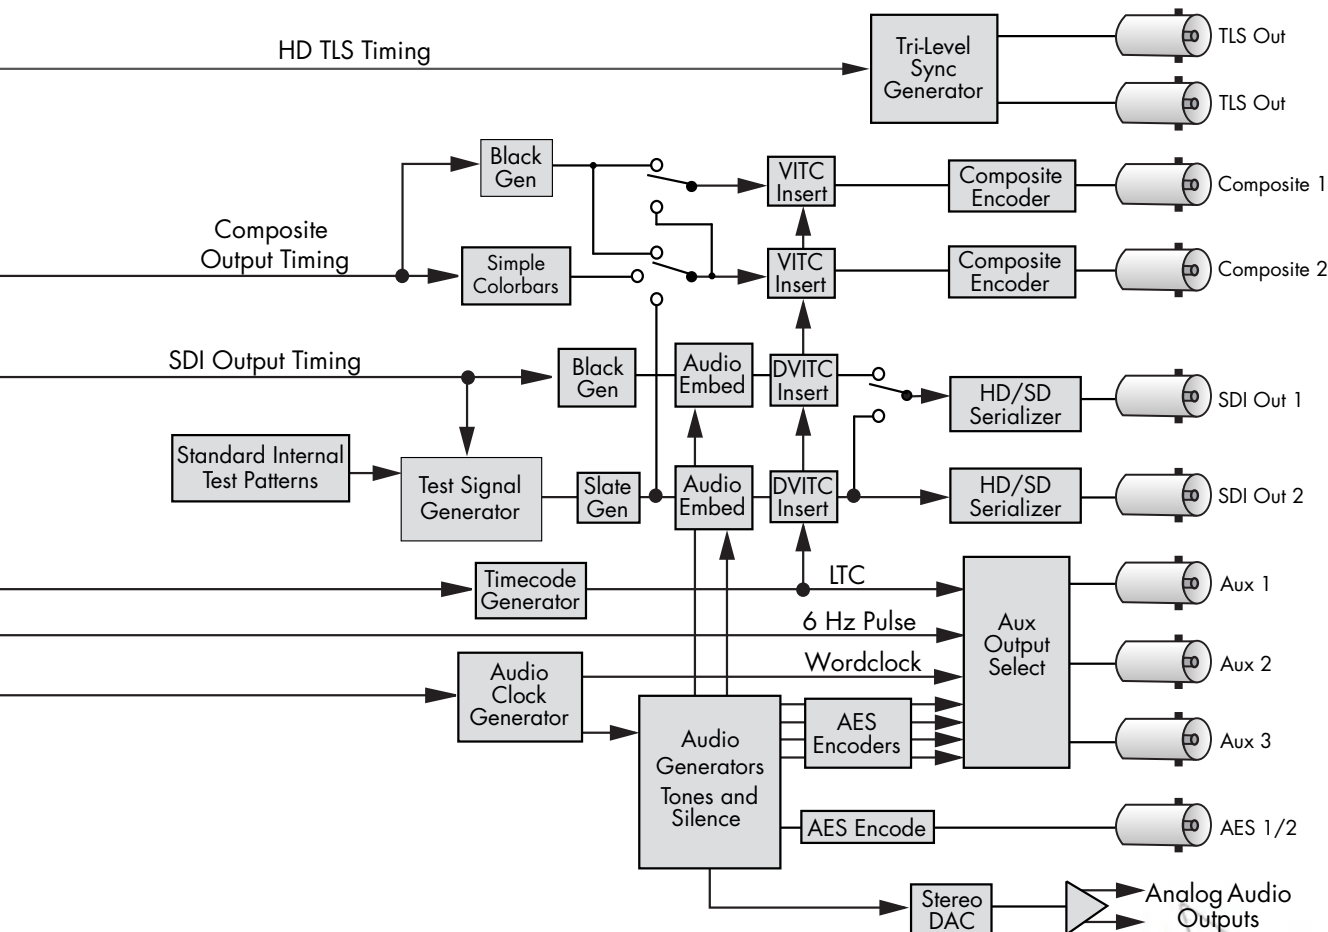 HD TLS Timing
Tri-Level
Sync
Generator
TLS Out
TLS Out
Black
Gen
VITC
Insert
Composite
Encoder
Composite 1
Composite
Output Timing
Simple
Colorbars
VITC
Insert
Composite
Encoder
Composite 2
SDI Output Timing
Black
Gen
Audio
Embed
DVITC
Insert
HD/SD
Serializer
SDI Out 1
Standard Internal
Test Patterns
Test Signal
Generator
Slate
Gen
Audio
Embed
DVITC
Insert
HD/SD
Serializer
SDI Out 2
Timecode
Generator
LTC
6 Hz Pulse
Wordclock
Aux
Output
Select
Aux 1
Aux 2
Aux 3
Audio
Clock
Generator
Audio
Generators
Tones and
Silence
AES
Encoders
AES Encode
AES 1/2
Stereo
DAC
Analog Audio
Outputs